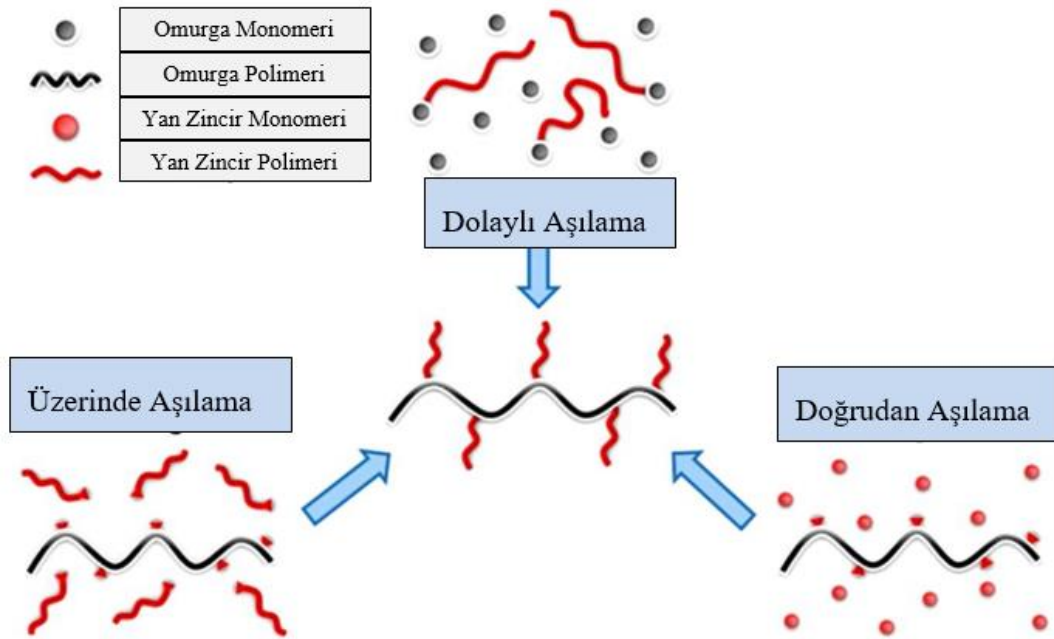 Omurga Monomeri
Omurga Polimeri
Yan Zincir Monomeri
Yan Zincir Polimeri
Dolaylı Aşılama
Üzerinde Aşılama
Doğrudan Aşılama